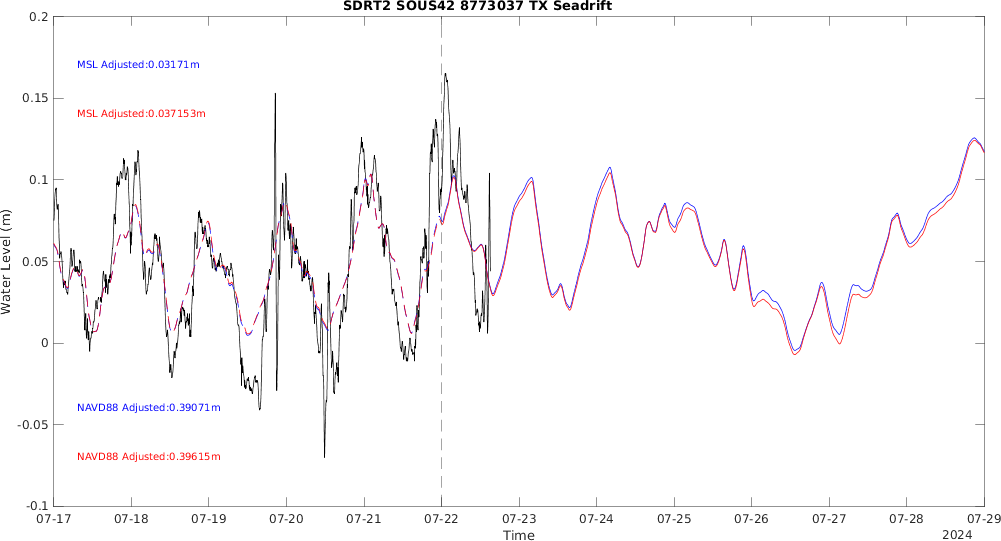 SDRT2 SOUS42 8773037 TX Seadrift
0.2
0.15
0.1
0.05
0
-0.05
-0.1
Water Level (m)
MSL Adjusted:0.03171m
MSL Adjusted:0.037153m
NAVD88 Adjusted:0.39071m
NAVD88 Adjusted:0.39615m
07-17 07-18 07-19 07-20 07-21 07-22 07-23 07-24 07-25 07-26 07-27 07-28 07-29
Time
2024